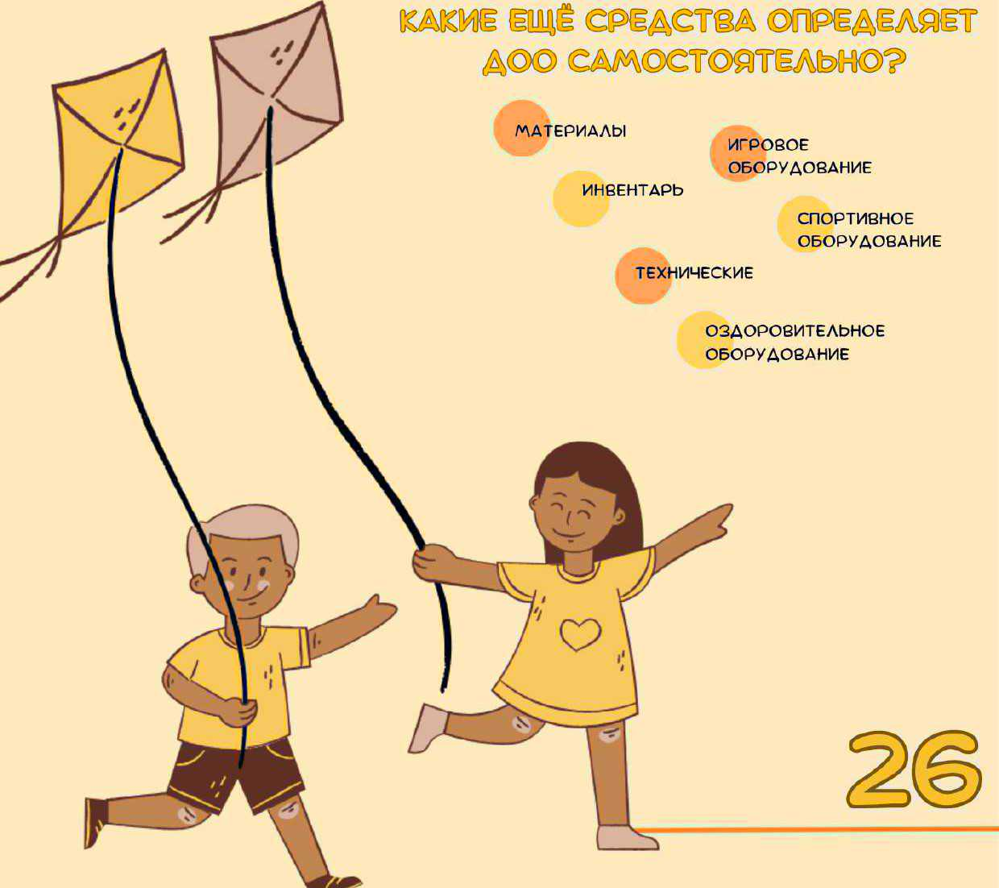 КАКИЕ ЕЩЁ СРЕДСТВА ОПРЕДЕЛЯЕТ
ДОО САМОСТОЯТЕЛЬНО?
МАТЕРИАЛЫ
ИНВЕНТАРЬ
ТЕХНИЧЕСКИЕ
ОЗДОРОВИТЕЛЬНОЕ
ОБОРУДОВАНИЕ
ИГРОВОЕ
ОБОРУДОВАНИЕ
СПОРТИВНОЕ
ОБОРУДОВАНИЕ
26